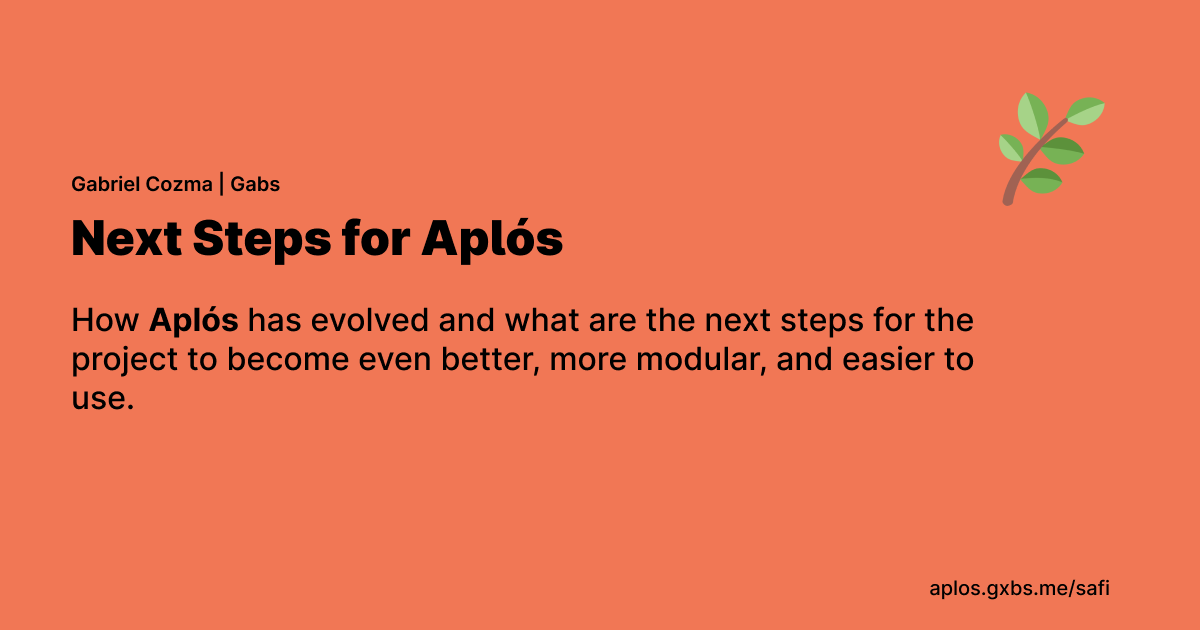 Gabriel Cozma | Gabs
Next Steps for Aplós
How Aplós has evolved and what are the next steps for the
project to become even better, more modular, and easier to
use.
aplos.gxbs.me/safi